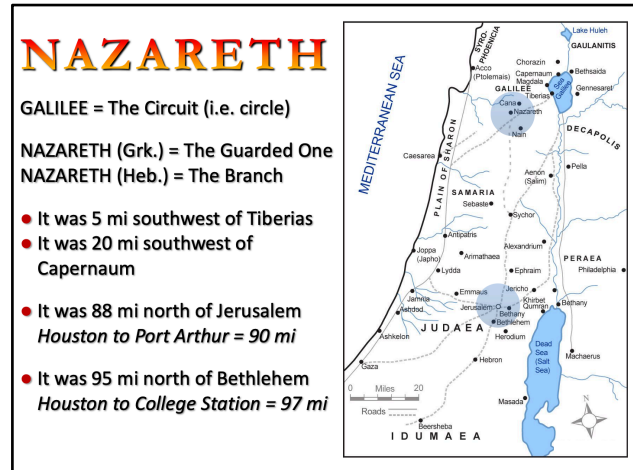 NAZARETH
GALILEE = The Circuit (i.e. circle)
NAZARETH (Grk.) = The Guarded One
NAZARETH (Heb.) = The Branch
It was 5 mi southwest of Tiberias
It was 20 mi southwest of
Capernaum
It was 88 mi north of Jerusalem
Houston to Port Arthur = 90 mi
It was 95 mi north of Bethlehem
Houston to College Station = 97 mi
Lake Huleh
SYRO-
PHOENICIA
GAULANITIS
MEDITERRANEAN SEA
Acco
(Ptolemais)
Chorazin
Capernaum
Bethsaida
Magdala
GALILEE
Tiberias
Sea
of
Galilee
Gennesaret
Cana
Nazareth
Nain
DECAPOLIS
PLAIN OF SHARON
Caesarea
Pella
Aenon
(Salim)
SAMARIA
Sebaste
Sychor
Antipatris
Alexandrium
Joppa
(Japho)
Arimathaea
PERAEA
Lydda
Ephraim
Philadelphia
Emmaus
Jericho
Jamnia
Khirbet
Qumran
Bethany
Jerusalem
Ashdod
Bethany
Bethlehem
JUDAEA
Herodium
Ashkelon
Dead
Sea
(Salt
Sea)
Machaerus
Gaza
Hebron
0 Miles 20
Roads
Masada
Beersheba
IDUMAEA
N